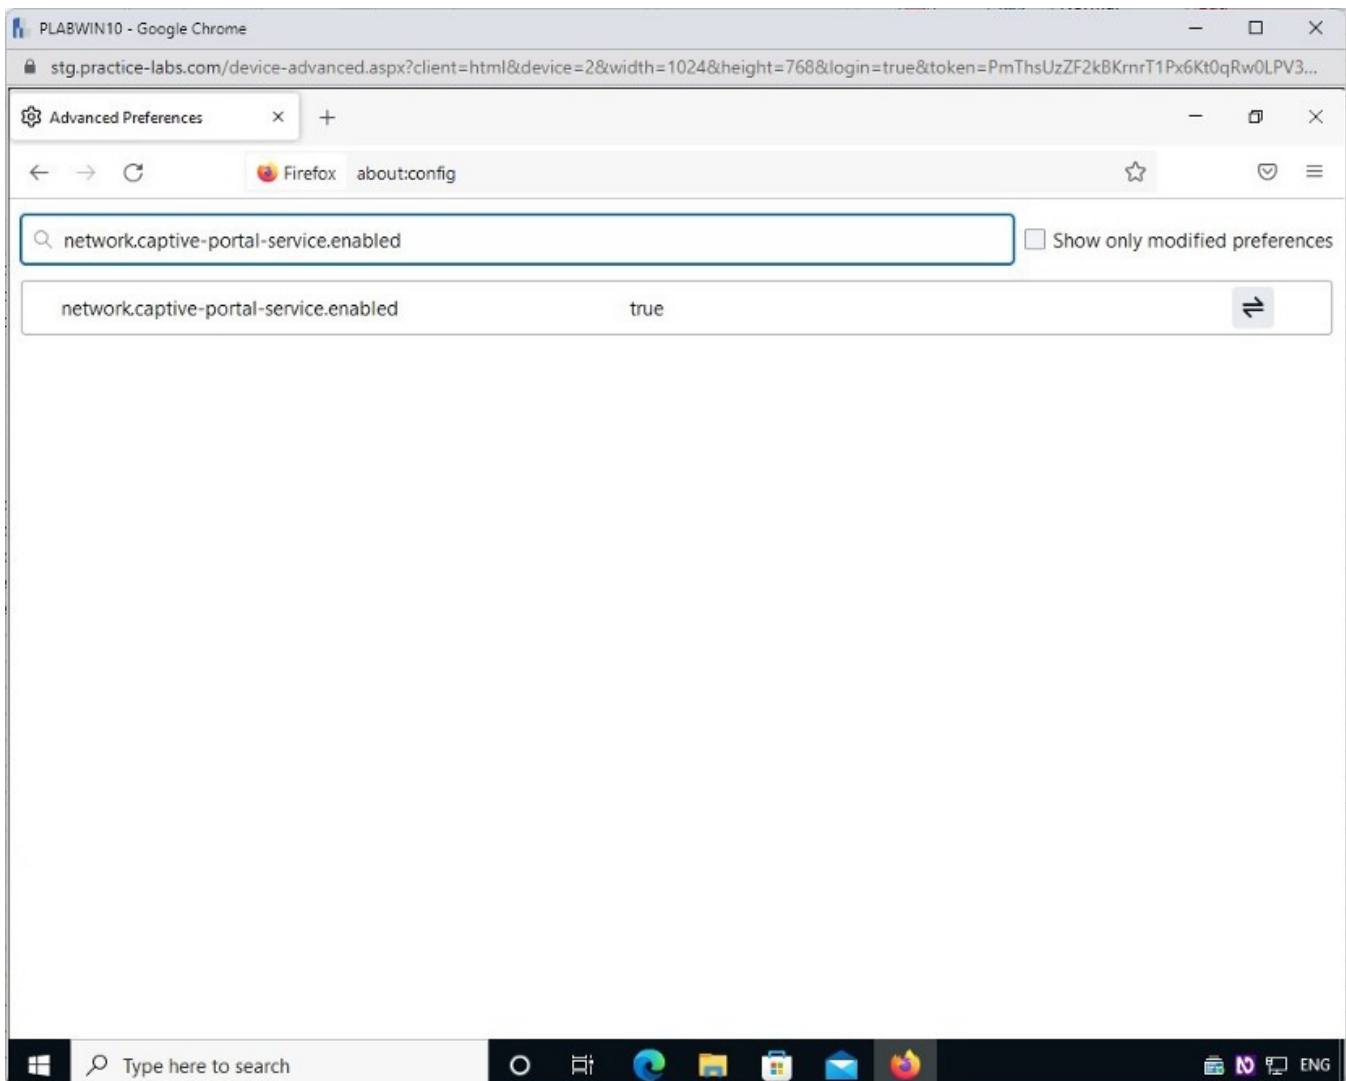 PLABWIN10 - Google Chrome
stg.practice-labs.com/device-advanced.aspx?client=html&device=2&width=1024&height=768&login=true&token=PmThsUzZF2kBKrnrT1Px6Kt0qRw0LPV3...
Advanced Preferences
Firefox about:config
network.captive-portal-service.enabled
Show only modified preferences
network.captive-portal-service.enabled true
Type here to search
ENG